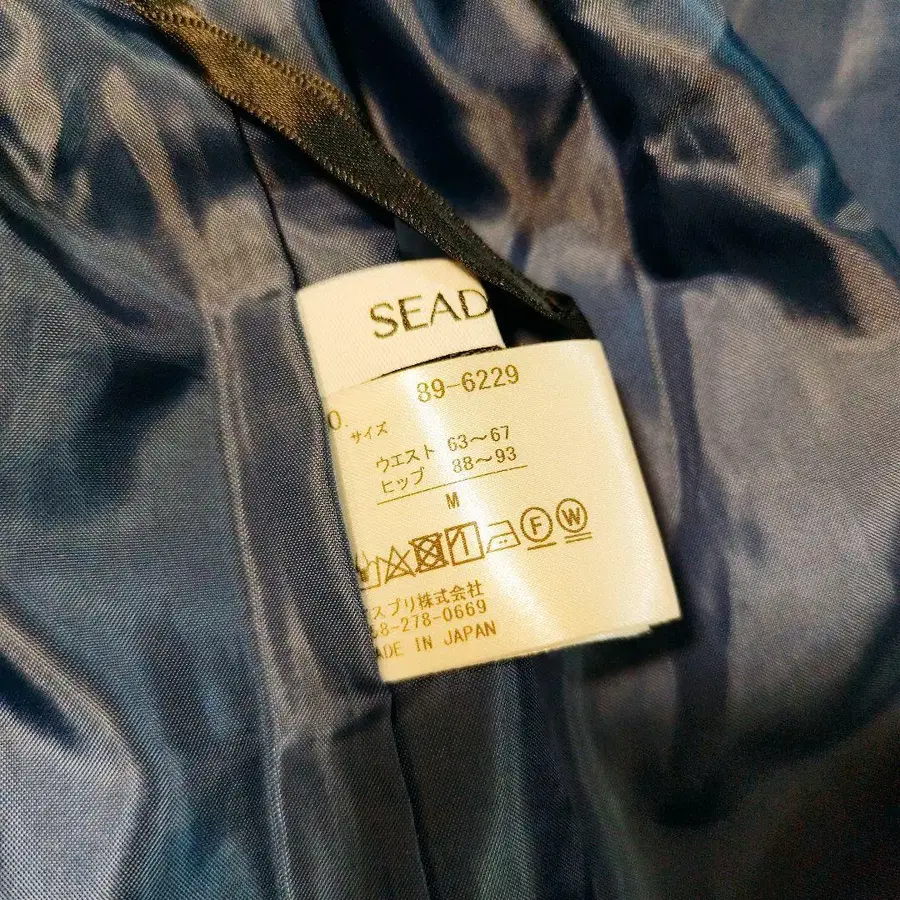 SEAD
O. 89-6229
サイズ
ウエスト 63～67
ヒップ 88～93
M
F W
スプリ株式会社
8-278-0669
ADE IN JAPAN